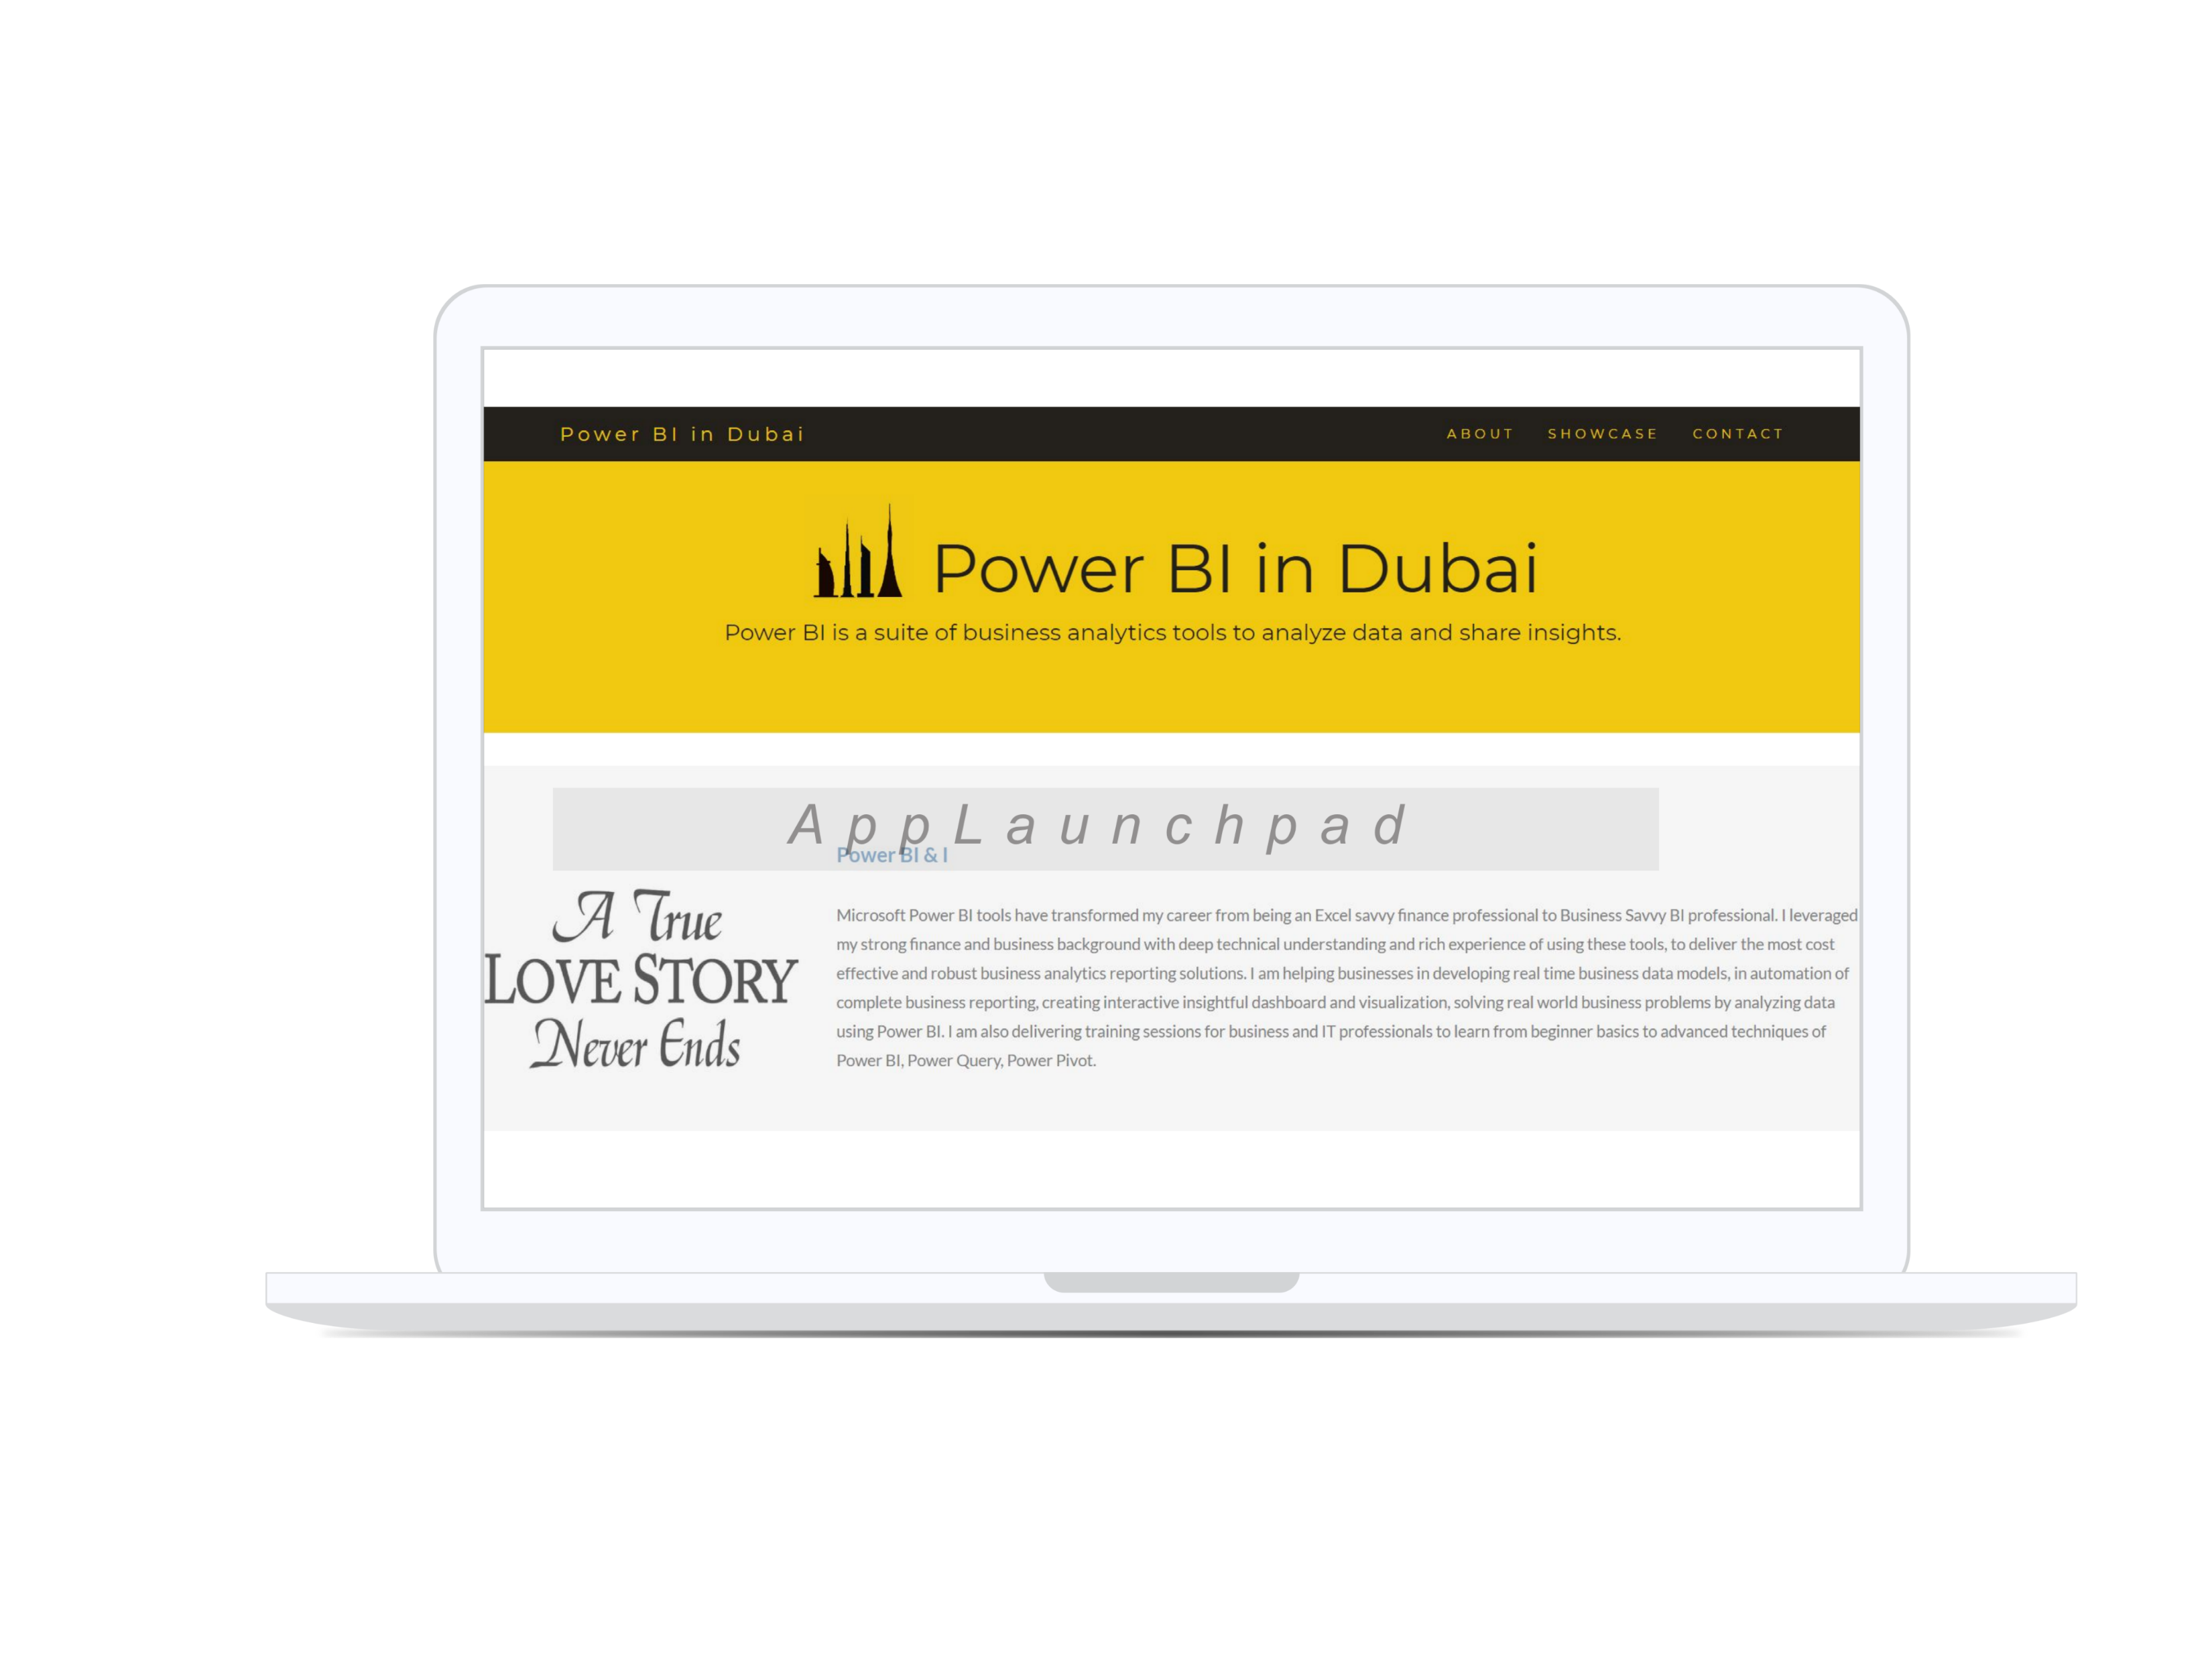 Power BI in Dubai
ABOUT SHOWCASE CONTACT
Power BI in Dubai
Power BI is a suite of business analytics tools to analyze data and share insights.
AppLaunchpad
Power BI & I
A True
LOVE STORY
Never Ends
Microsoft Power BI tools have transformed my career from being an Excel savvy finance professional to Business Savvy BI professional. I leveraged
my strong finance and business background with deep technical understanding and rich experience of using these tools, to deliver the most cost
effective and robust business analytics reporting solutions. I am helping businesses in developing real time business data models, in automation of
complete business reporting, creating interactive insightful dashboard and visualization, solving real world business problems by analyzing data
using Power BI. I am also delivering training sessions for business and IT professionals to learn from beginner basics to advanced techniques of
Power BI, Power Query, Power Pivot.